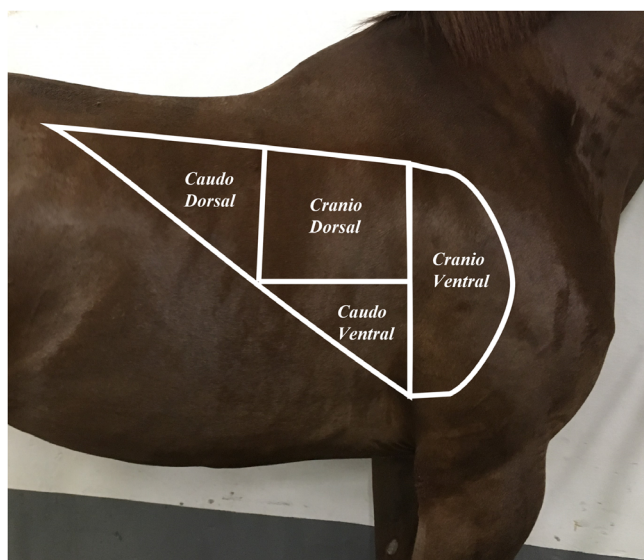 Caudo
Dorsal
Cranio
Dorsal
Cranio
Ventral
Caudo
Ventral